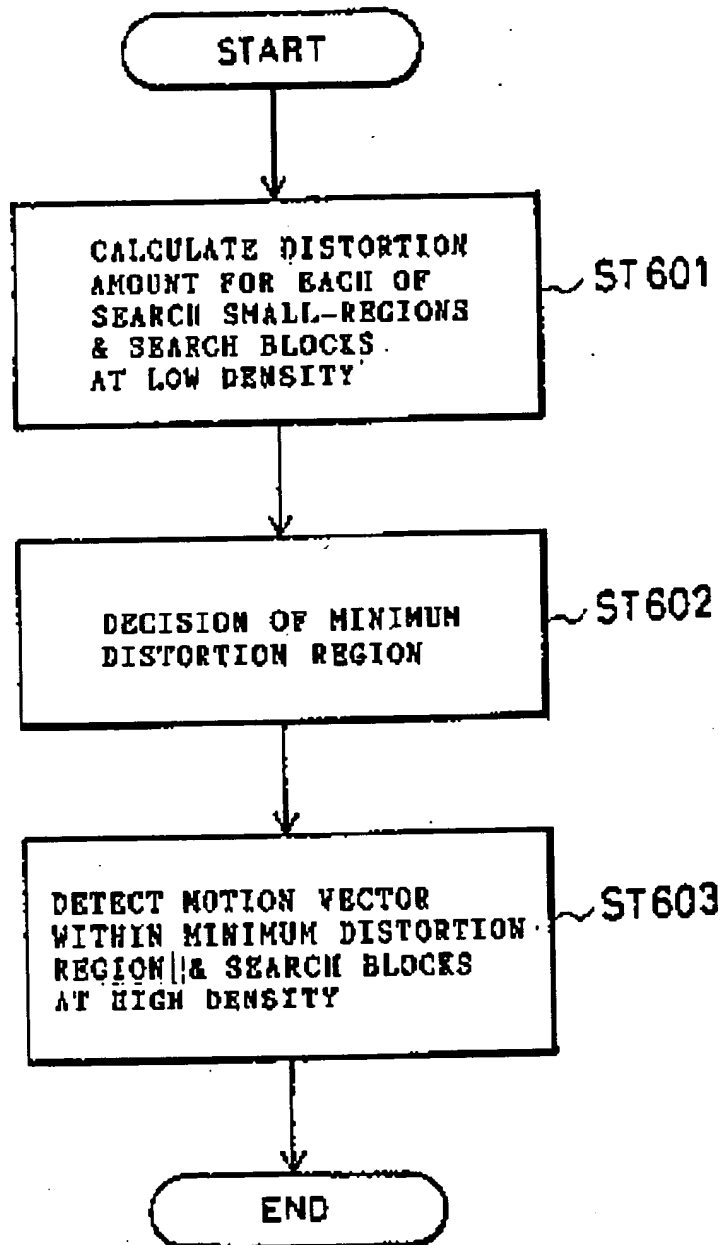 START
CALCULATE DISTORTION
AMOUNT FOR EACH OF
SEARCH SMALL-REGIONS
& SEARCH BLOCKS
AT LOW DENSITY
ST601
DECISION OF MINIMUM
DISTORTION REGION
ST602
DETECT MOTION VECTOR
WITHIN MINIMUM DISTORTION
REGION & SEARCH BLOCKS
AT HIGH DENSITY
ST603
END